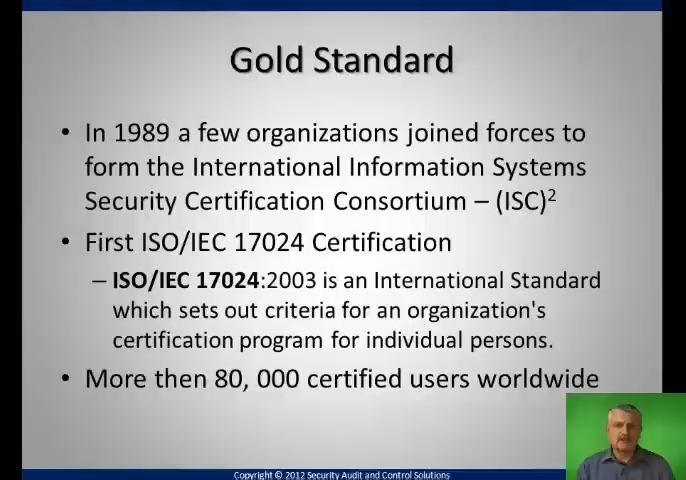 Gold Standard
• In 1989 a few organizations joined forces to
form the International Information Systems
Security Certification Consortium – (ISC)²
• First ISO/IEC 17024 Certification
– ISO/IEC 17024:2003 is an International Standard
which sets out criteria for an organization's
certification program for individual persons.
• More then 80, 000 certified users worldwide
Copyright © 2012 Security Audit and Control Solutions